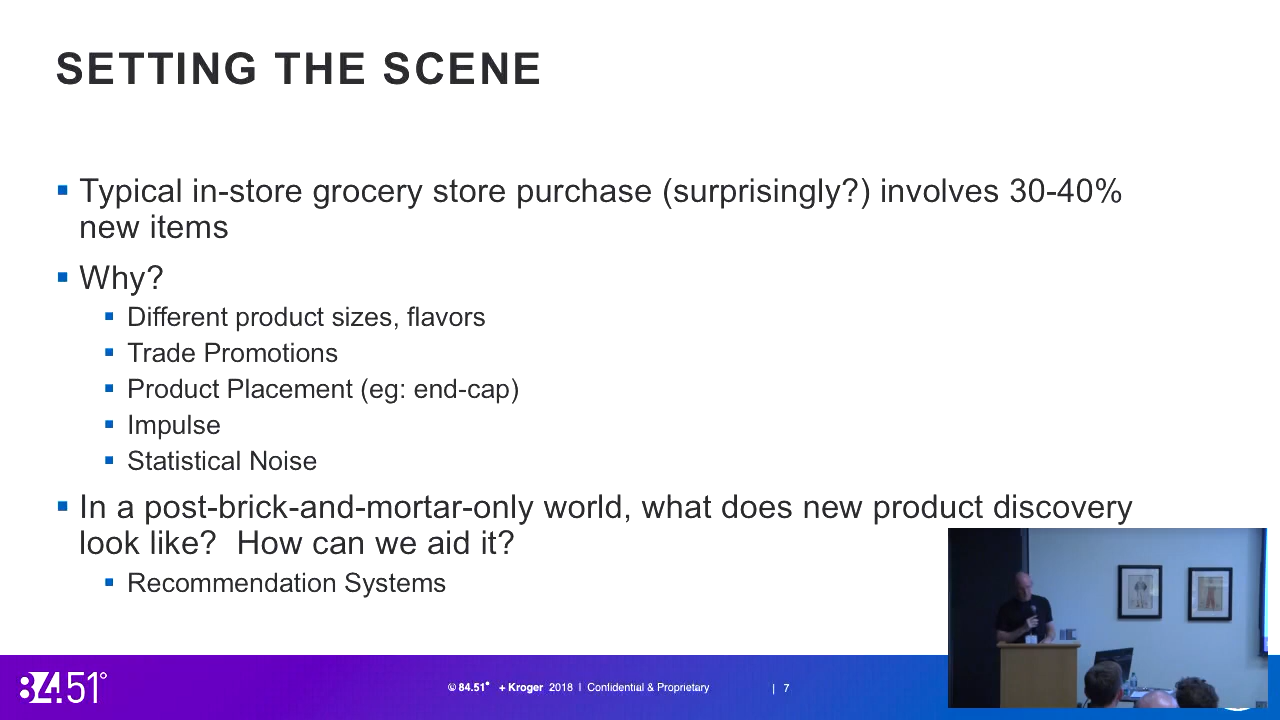 SETTING THE SCENE
▪ Typical in-store grocery store purchase (surprisingly?) involves 30-40%
new items
▪ Why?
▪ Different product sizes, flavors
▪ Trade Promotions
▪ Product Placement (eg: end-cap)
▪ Impulse
▪ Statistical Noise
▪ In a post-brick-and-mortar-only world, what does new product discovery
look like? How can we aid it?
▪ Recommendation Systems
84.51°
© 84.51° + Kroger 2018 | Confidential & Proprietary | 7